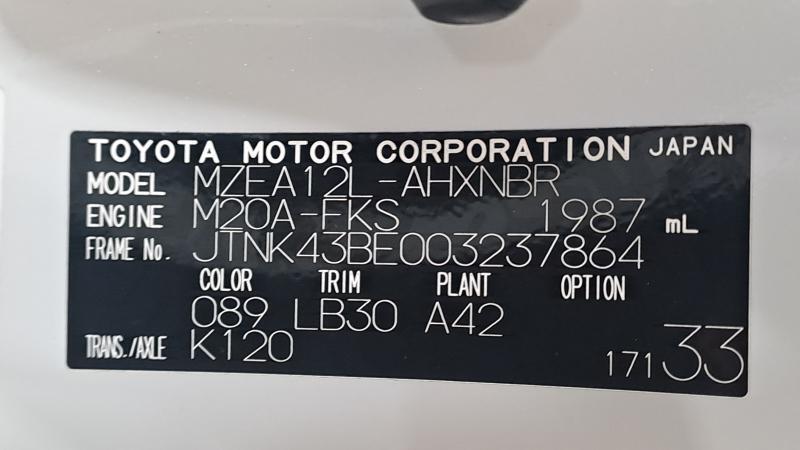 TOYOTA MOTOR CORPORATION JAPAN
MODEL MZEA12L-AHXNBR
ENGINE M20A-FKS 1987 mL
FRAME No. JTNK43BE003237864
COLOR TRIM PLANT OPTION
089 LB30 A42
TRANS./AXLE K120
171 33